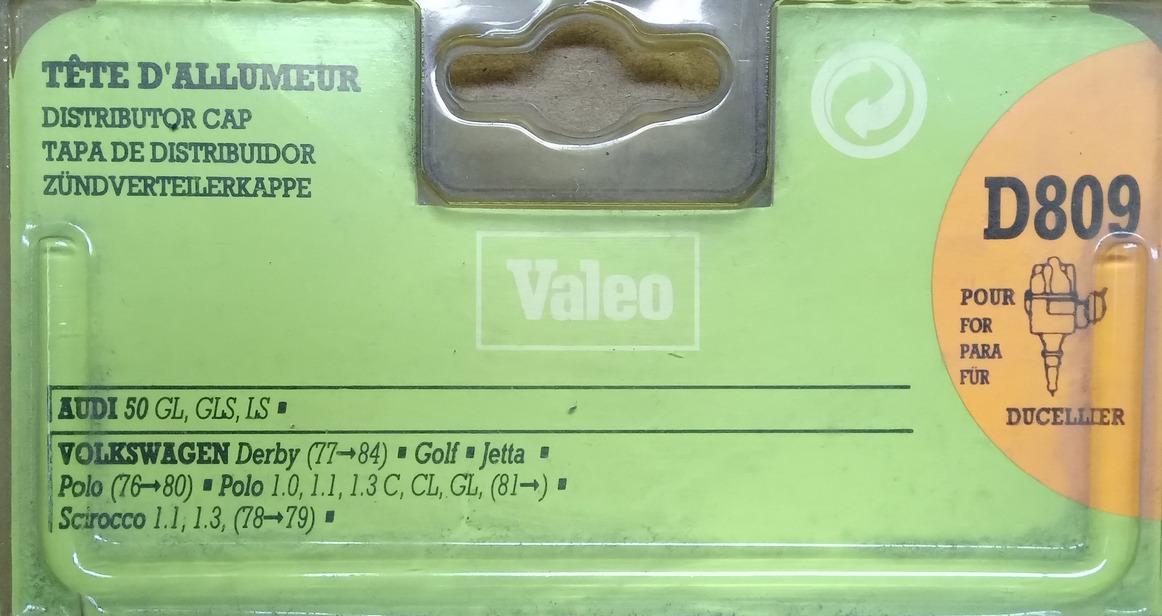 TÊTE D'ALLUMEUR
DISTRIBUTOR CAP
TAPA DE DISTRIBUIDOR
ZÜNDVERTEILERKAPPE
D809
POUR
FOR
PARA
FÜR
DUCELLIER
Valeo
AUDI 50 GL, GLS, LS ▪
VOLKSWAGEN Derby (77→84) ▪ Golf ▪ Jetta ▪
Polo (76→80) ▪ Polo 1.0, 1.1, 1.3 C, CL, GL, (81→) ▪
Scirocco 1.1, 1.3, (78→79) ▪